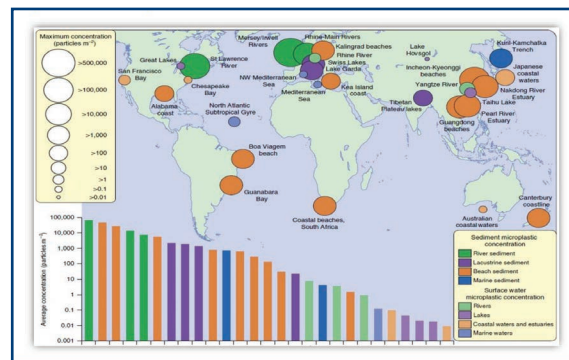 Maximum concentration
(particles m⁻²)
>500,000
>100,000
>10,000
>1,000
>100
>10
>1
>0.1
>0.01
Mersey/Irwell
Rivers
Rhine-Main Rivers
Rhine River
Kalingrad beaches
Swiss Lakes
Lake Garda
Great Lakes
St Lawrence
River
San Francisco
Bay
Chesapeake
Bay
Alabama
coast
NW Mediterranean
Sea
Mediterranean
Sea
North Atlantic
Subtropical Gyre
Kea Island
coast
Lake
Hovsgol
Incheon-Kyeonggi
beaches
Yangtze River
Tibetan
Plateau lakes
Kuril-Kamchatka
Trench
Japanese
coastal
waters
Nakdong River
Estuary
Taihu Lake
Pearl River
Estuary
Guangdong
beaches
Boa Viagem
beach
Guanabara
Bay
Coastal beaches,
South Africa
Australian
coastal waters
Canterbury
coastline
Average concentration (particles m⁻²)
100,000
10,000
1,000
100
10
1
0.1
0.01
0.001
Sediment microplastic
concentration
River sediment
Lacustrine sediment
Beach sediment
Marine sediment
Surface water
microplastic concentration
Rivers
Lakes
Coastal waters and estuaries
Marine waters